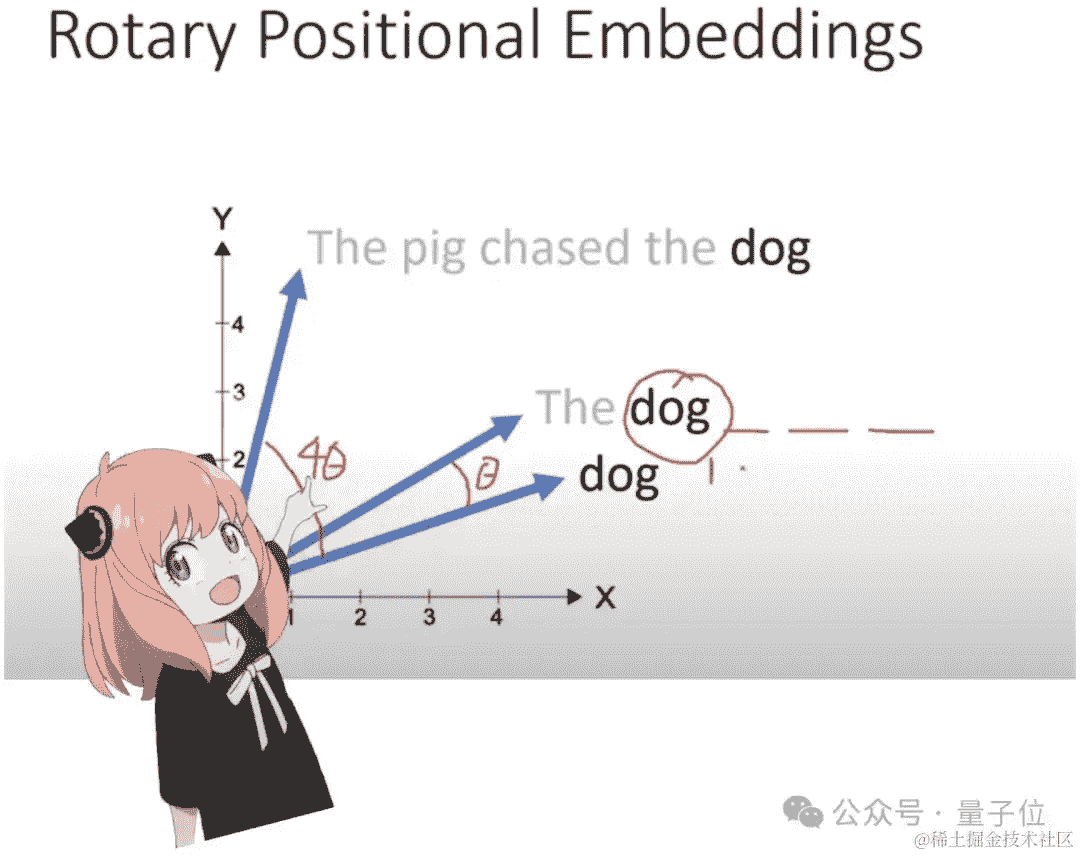 Rotary Positional Embeddings
Y
The pig chased the dog
4
3
The dog
2
4θ
θ
dog
X
1
2
3
4
公众号 · 量子位
@稀土掘金技术社区